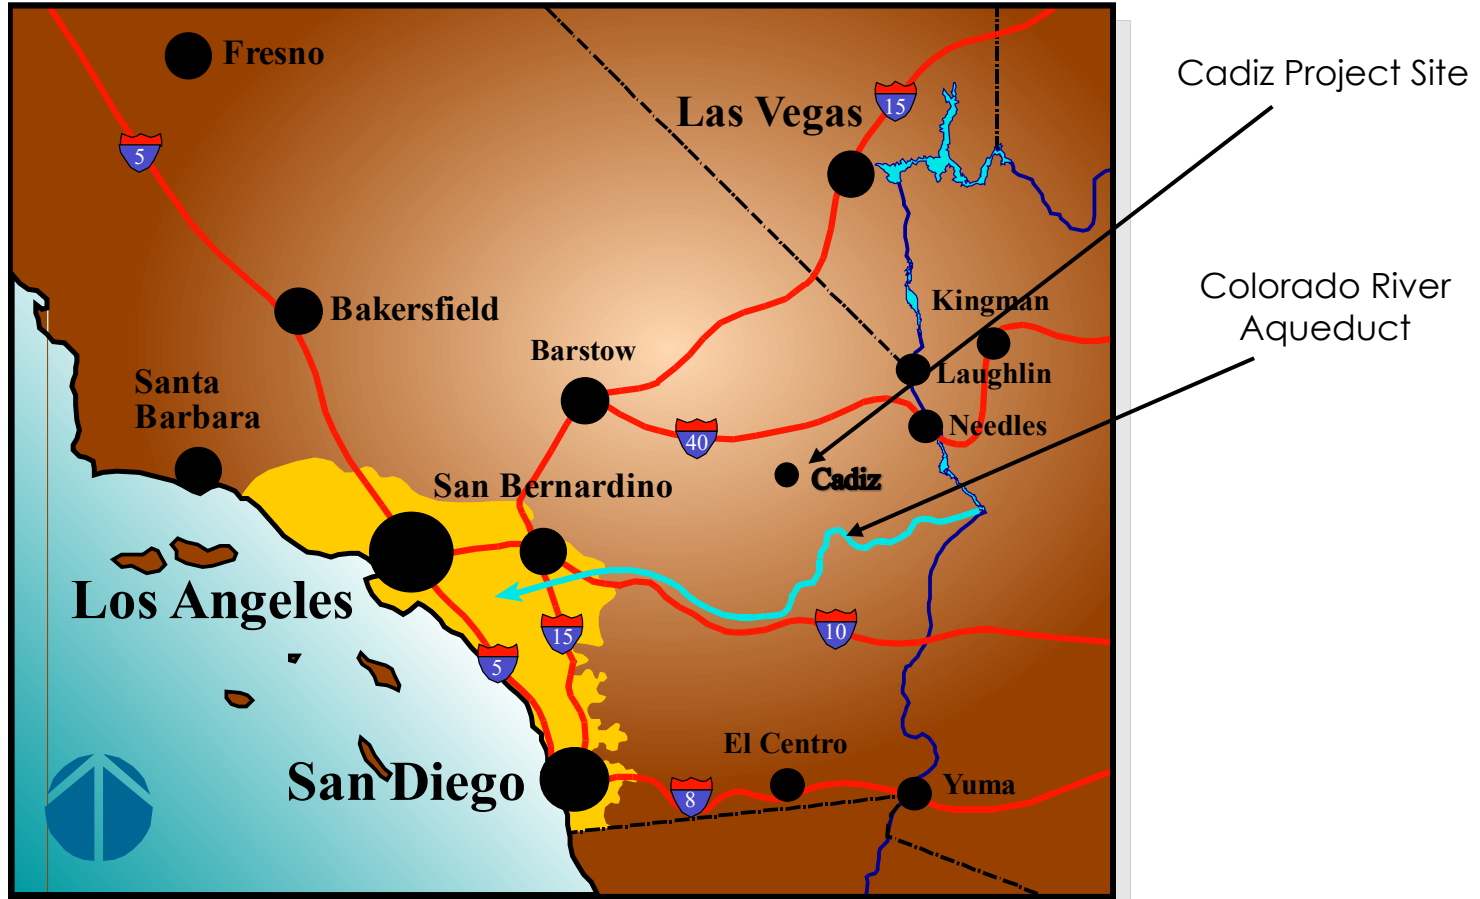 Fresno
Cadiz Project Site
15
Las Vegas
5
Colorado River
Aqueduct
Kingman
Bakersfield
Barstow
Laughlin
Santa
Barbara
Needles
40
Cadiz
San Bernardino
Los Angeles
15
10
5
El Centro
San Diego
Yuma
8